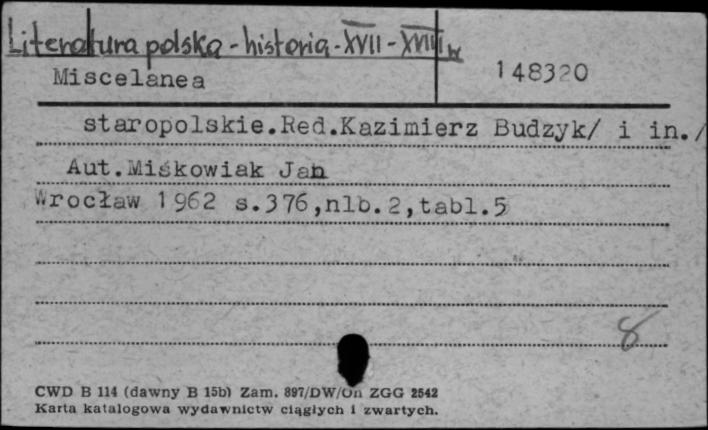 Literatura polska - historia - XVII - XVIII w
Miscelanea 148320
staropolskie.Red.Kazimierz Budzyk/ i in./
Aut.Miśkowiak Jan
Wrocław 1962 s.376,nlb.2,tabl.5
8
CWD B 114 (dawny B 15b) Zam. 897/DW/Un ZGG 2542
Karta katalogowa wydawnictw ciągłych i zwartych.